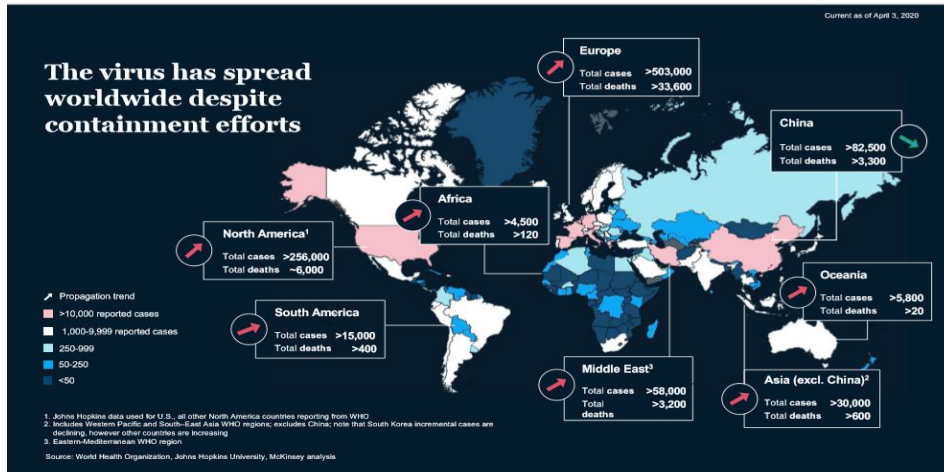 Current as of April 3, 2020
The virus has spread
worldwide despite
containment efforts
Europe
Total cases >503,000
Total deaths >33,600
China
Total cases >82,500
Total deaths >3,300
Africa
Total cases >4,500
Total deaths >120
North America¹
Total cases >256,000
Total deaths ~6,000
Oceania
Total cases >5,800
Total deaths >20
South America
Total cases >15,000
Total deaths >400
Middle East³
Total cases >58,000
Total deaths >3,200
Asia (excl. China)²
Total cases >30,000
Total deaths >600
Propagation trend
>10,000 reported cases
1,000-9,999 reported cases
250-999
50-250
<50
1. Johns Hopkins data used for U.S., all other North America countries reporting from WHO
2. Includes Western Pacific and South–East Asia WHO regions; excludes China; note that South Korea incremental cases are
declining, however other countries are increasing
3. Eastern-Mediterranean WHO region
Source: World Health Organization, Johns Hopkins University, McKinsey analysis